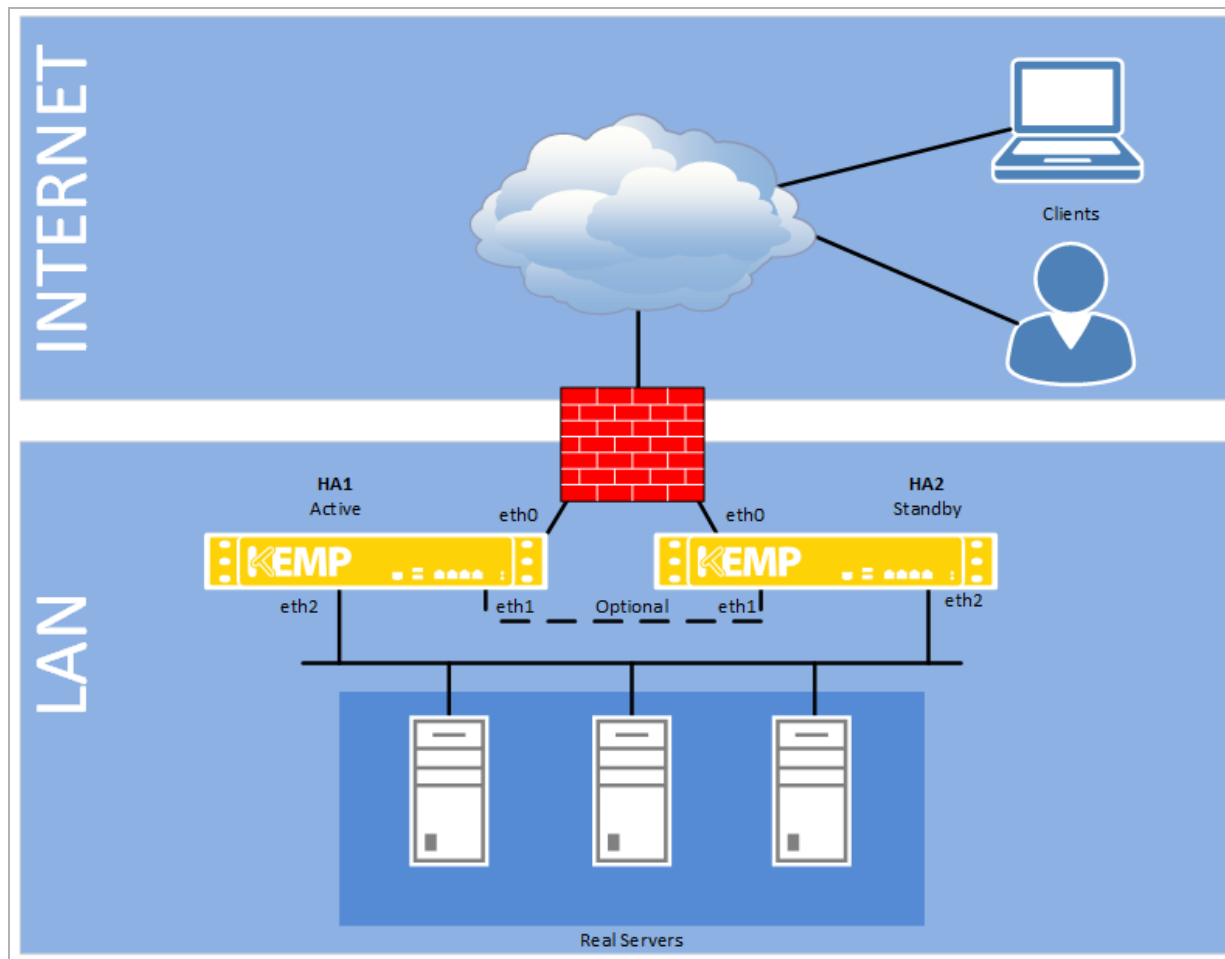 INTERNET
Clients
HA1
Active
HA2
Standby
eth0
eth0
KEMP
KEMP
eth2
eth1
Optional
eth1
eth2
LAN
Real Servers